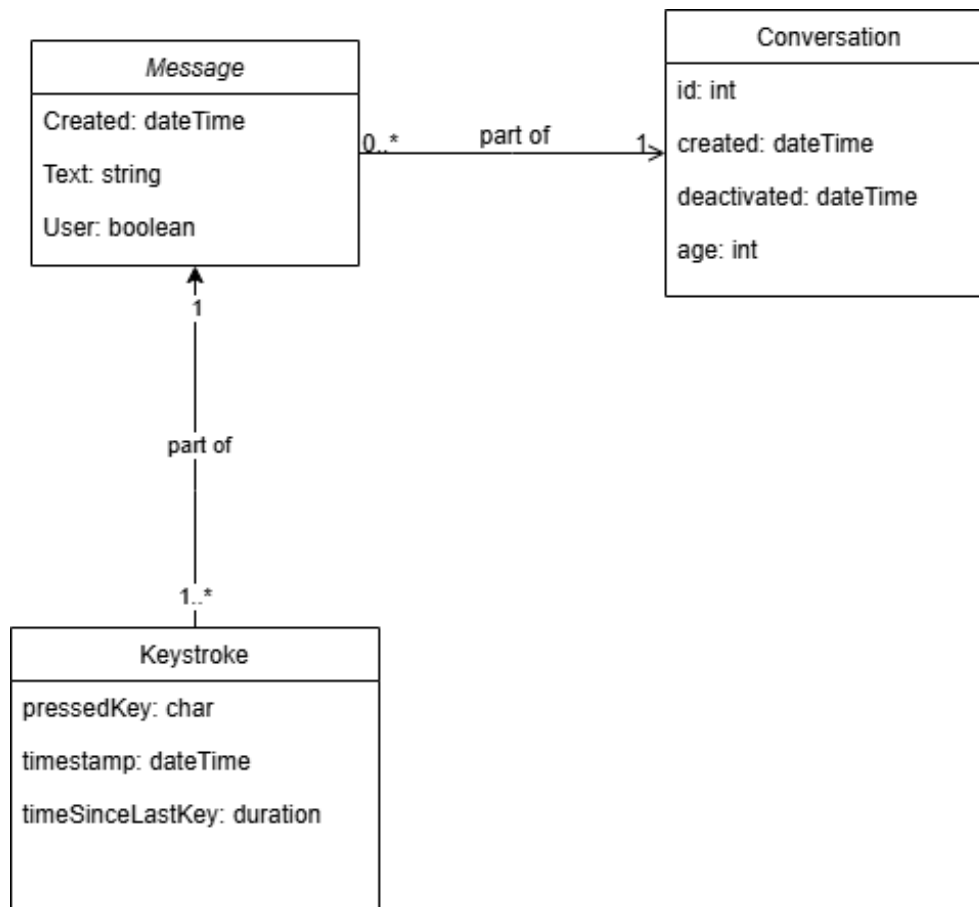 Message
Created: dateTime
Text: string
User: boolean
0..*
part of
1
Conversation
id: int
created: dateTime
deactivated: dateTime
age: int
1
part of
1..*
Keystroke
pressedKey: char
timestamp: dateTime
timeSinceLastKey: duration